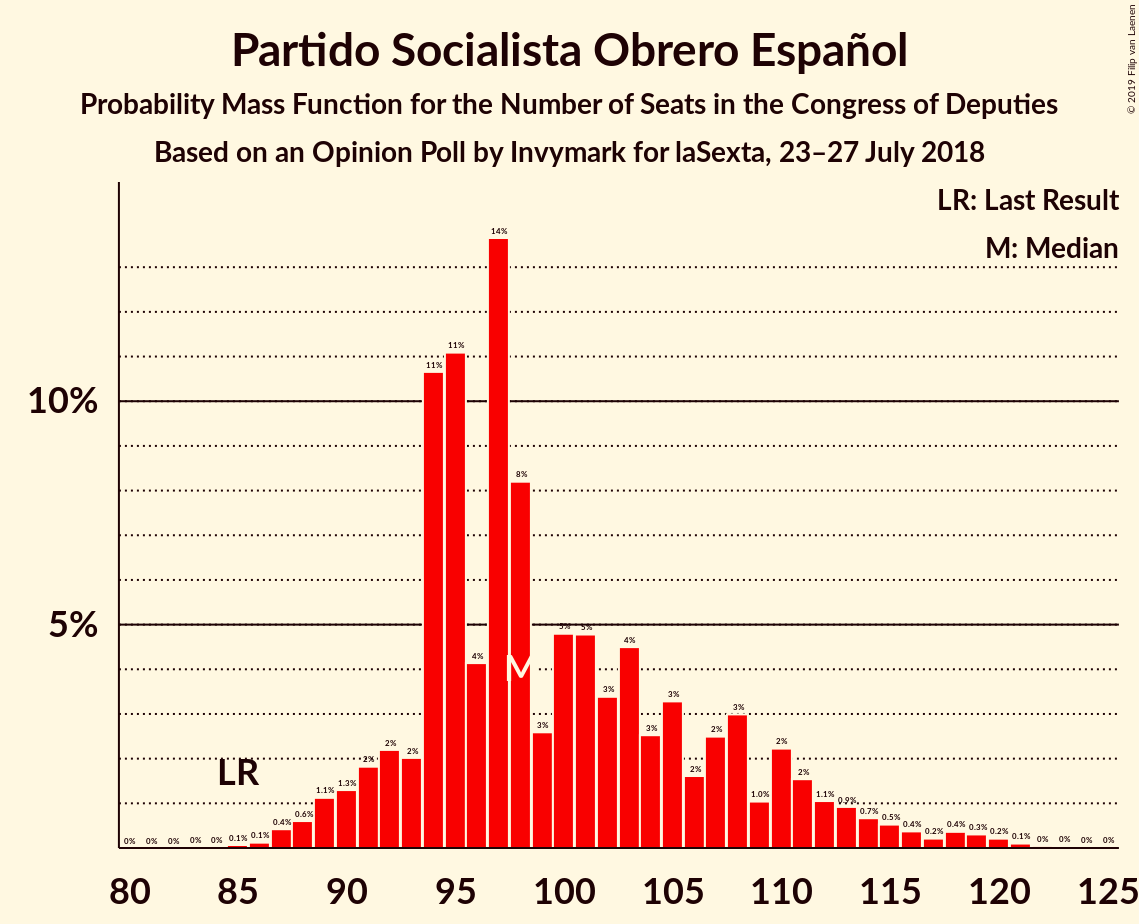 Partido Socialista Obrero Español
Probability Mass Function for the Number of Seats in the Congress of Deputies
Based on an Opinion Poll by Invymark for laSexta, 23–27 July 2018
© 2019 Filip van Laenen
LR: Last Result
M: Median
10%
5%
0% 0% 0% 0% 0% 0.1% 0.1% 0.4% 0.6% 1.1% 1.3% 2% 2% 2% 11% 11% 4% 14% 8% 3% 5% 5% 3% 4% 3% 3% 2% 2% 3% 1.0% 2% 2% 1.1% 0.9% 0.7% 0.5% 0.4% 0.2% 0.4% 0.3% 0.2% 0.1% 0% 0% 0% 0%
LR
M
80 85 90 95 100 105 110 115 120 125